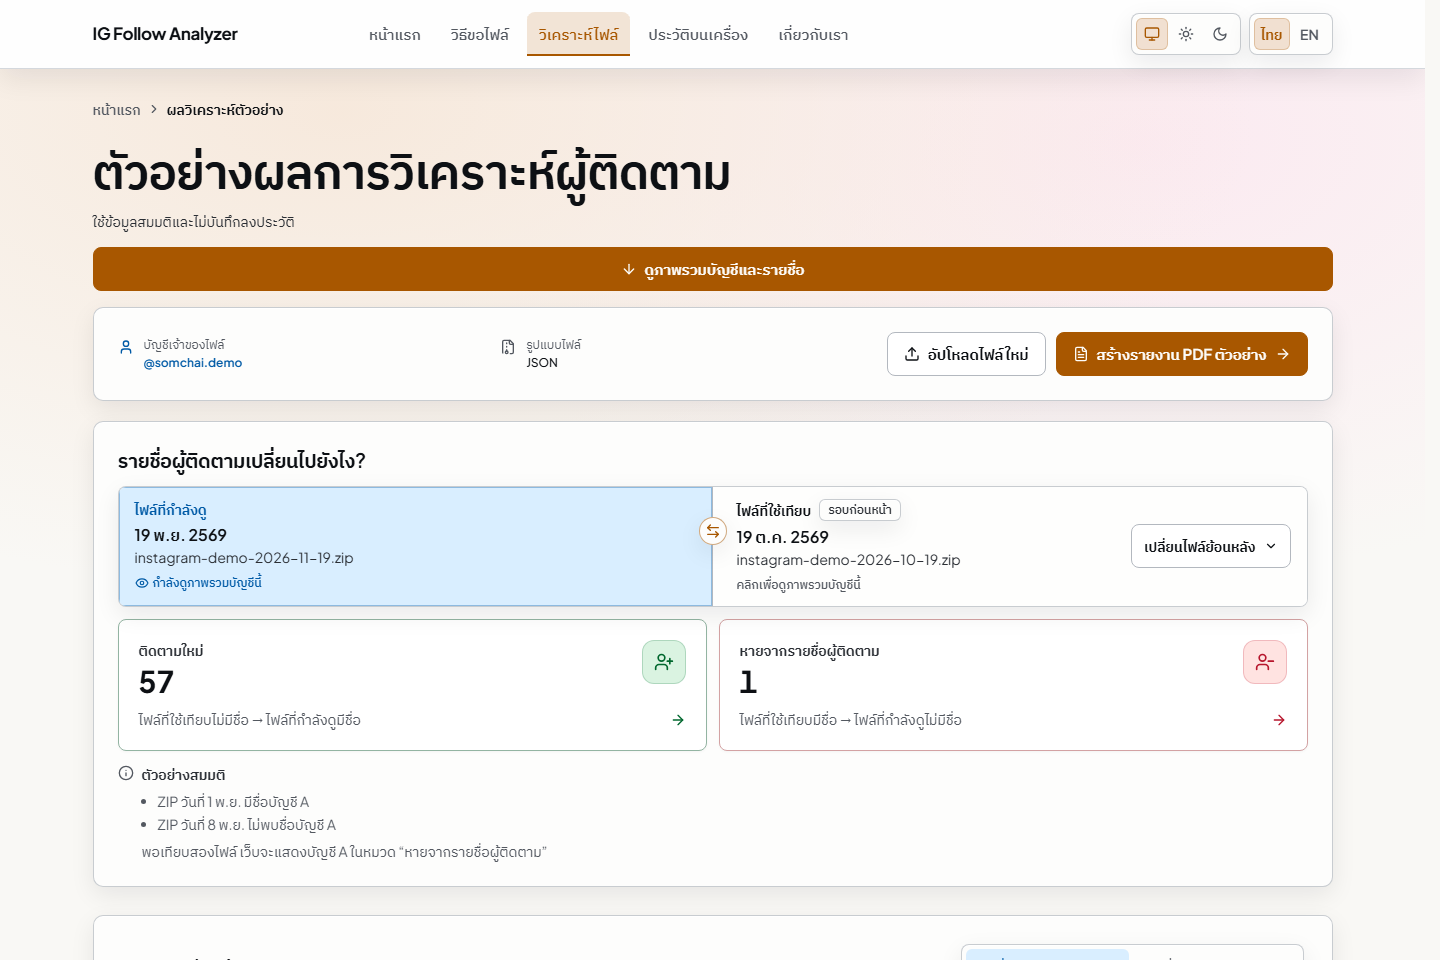 IG Follow Analyzer
หน้าแรก
วิธีขอไฟล์
วิเคราะห์ไฟล์
ประวัติบนเครื่อง
เกี่ยวกับเรา
ไทย
EN
หน้าแรก > ผลวิเคราะห์ตัวอย่าง
ตัวอย่างผลการวิเคราะห์ผู้ติดตาม
ใช้ข้อมูลสมมติและไม่บันทึกลงประวัติ
ดูภาพรวมบัญชีและรายชื่อ
บัญชีเจ้าของไฟล์
@somchai.demo
รูปแบบไฟล์
JSON
อัปโหลดไฟล์ใหม่
สร้างรายงาน PDF ตัวอย่าง
รายชื่อผู้ติดตามเปลี่ยนไปยังไง?
ไฟล์ที่กำลังดู
19 พ.ย. 2569
instagram-demo-2026-11-19.zip
กำลังดูภาพรวมบัญชีนี้
ไฟล์ที่ใช้เทียบ รอบก่อนหน้า
19 ต.ค. 2569
instagram-demo-2026-10-19.zip
คลิกเพื่อดูภาพรวมบัญชีนี้
เปลี่ยนไฟล์ย้อนหลัง
ติดตามใหม่
57
ไฟล์ที่ใช้เทียบไม่มีชื่อ → ไฟล์ที่กำลังดูมีชื่อ
หายจากรายชื่อผู้ติดตาม
1
ไฟล์ที่ใช้เทียบมีชื่อ → ไฟล์ที่กำลังดูไม่มีชื่อ
ตัวอย่างสมมติ
• ZIP วันที่ 1 พ.ย. มีชื่อบัญชี A
• ZIP วันที่ 8 พ.ย. ไม่พบชื่อบัญชี A
พอเทียบสองไฟล์ เว็บจะแสดงบัญชี A ในหมวด “หายจากรายชื่อผู้ติดตาม”